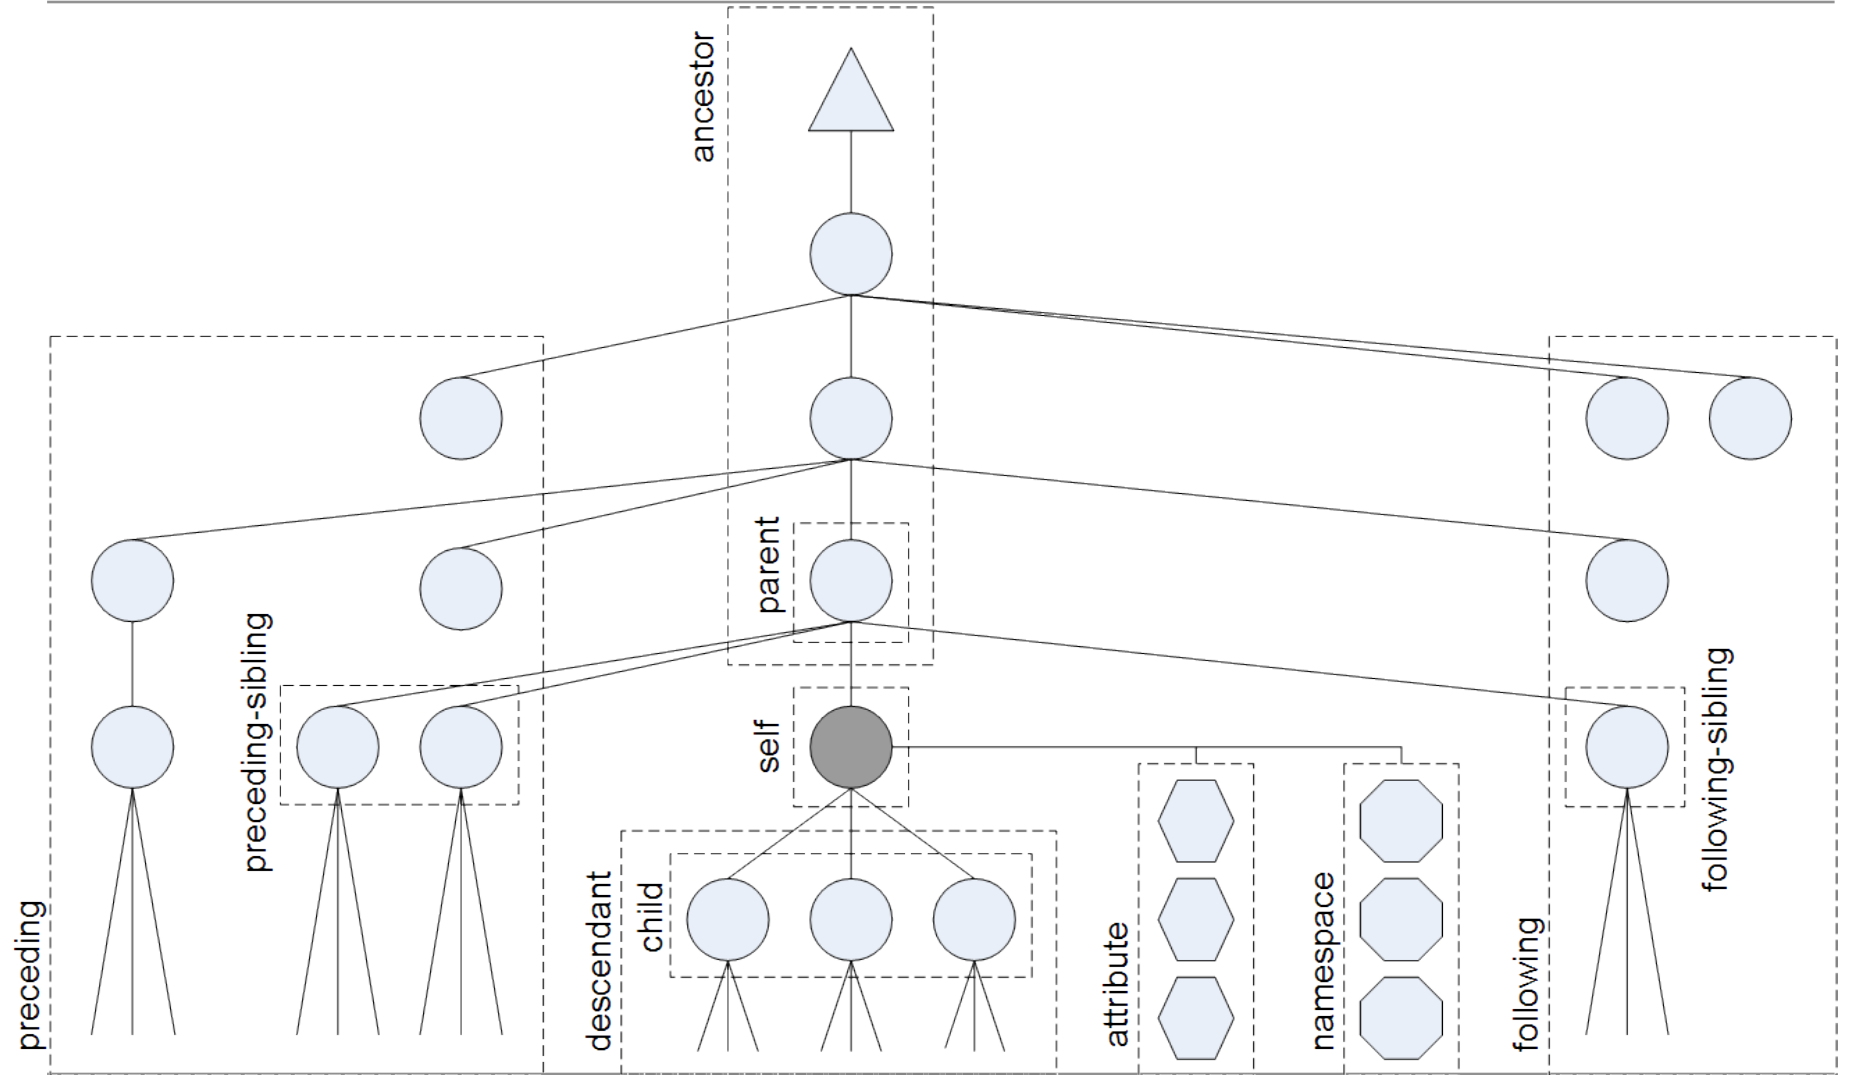 ancestor
parent
preceding-sibling
self
following-sibling
preceding
descendant
child
attribute
namespace
following